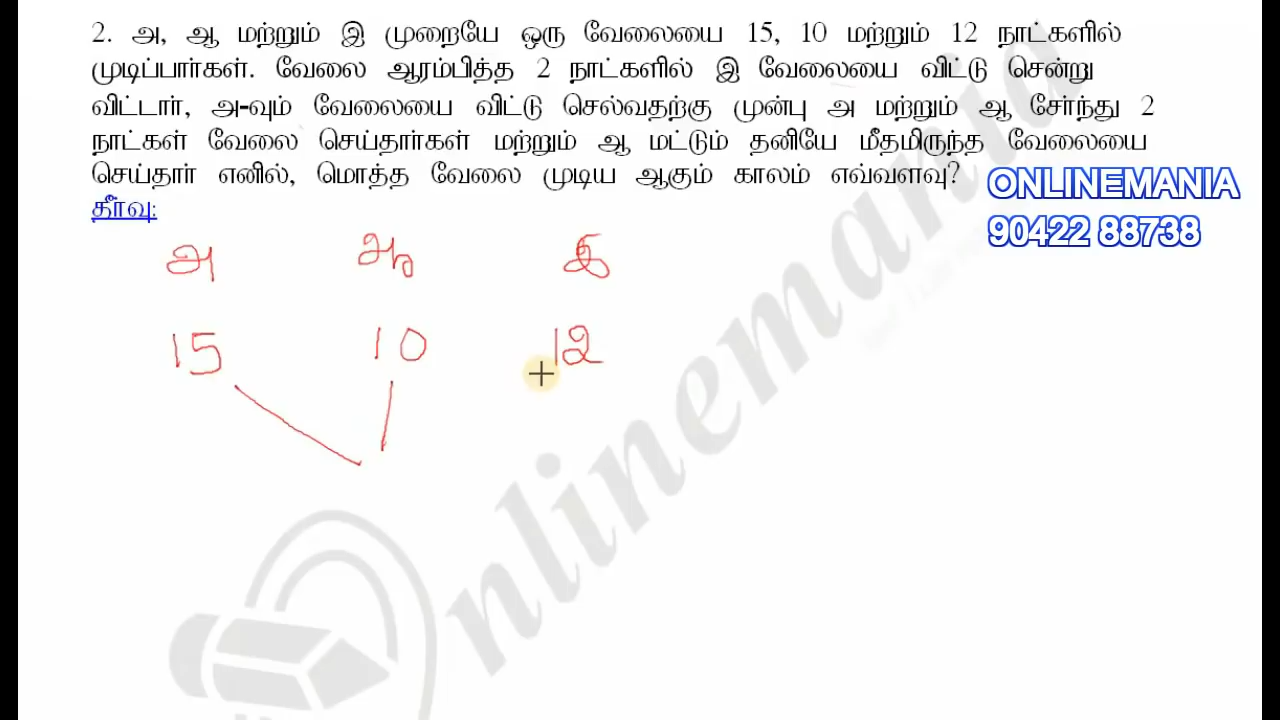 2. அ, ஆ மற்றும் இ முறையே ஒரு வேலையை 15, 10 மற்றும் 12 நாட்களில்
முடிப்பார்கள். வேலை ஆரம்பித்த 2 நாட்களில் இ வேலையை விட்டு சென்று
விட்டார், அ-வும் வேலையை விட்டு செல்வதற்கு முன்பு அ மற்றும் ஆ சேர்ந்து 2
நாட்கள் வேலை செய்தார்கள் மற்றும் ஆ மட்டும் தனியே மீதமிருந்த வேலையை
செய்தார் எனில், மொத்த வேலை முடிய ஆகும் காலம் எவ்வளவு?
ONLINEMANIA
90422 88738
தீர்வு:
அ ஆ இ
15 10 12
Onlinemania